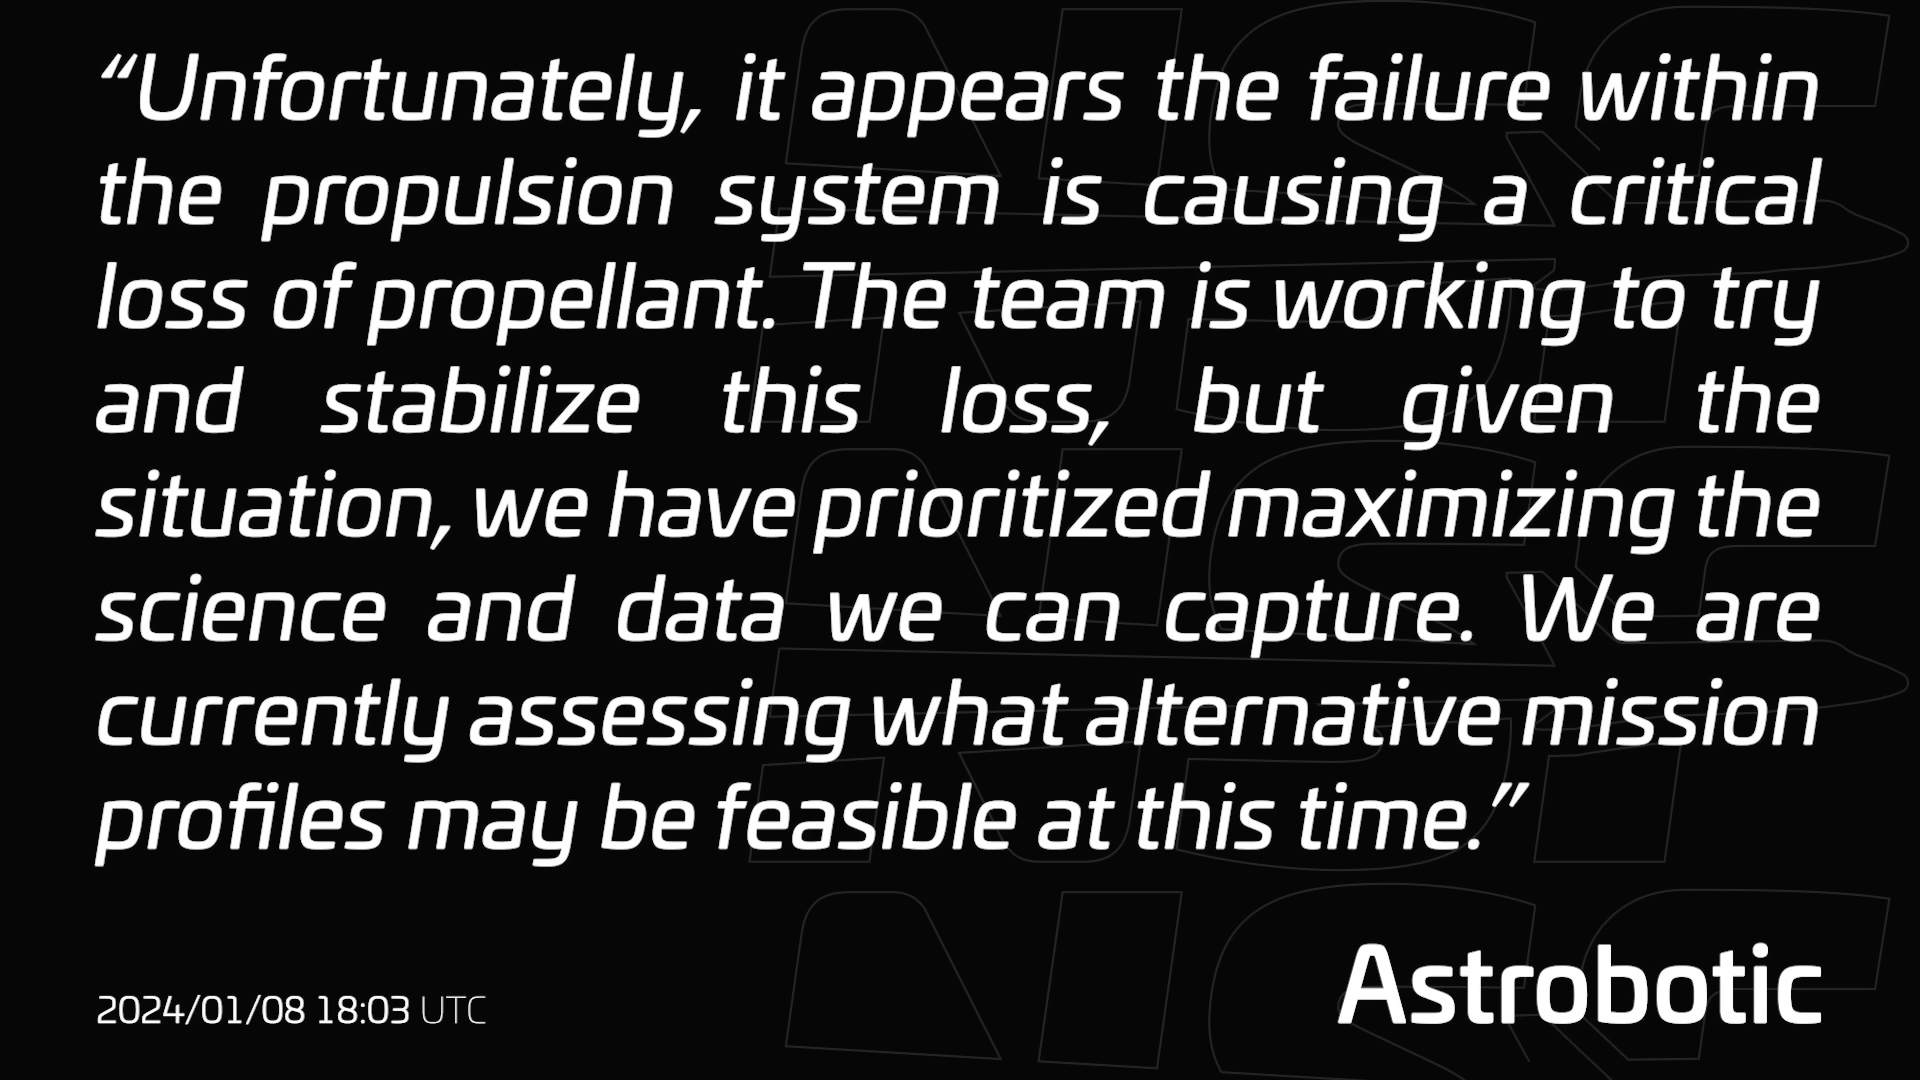 “Unfortunately, it appears the failure within
the propulsion system is causing a critical
loss of propellant. The team is working to try
and stabilize this loss, but given the
situation, we have prioritized maximizing the
science and data we can capture. We are
currently assessing what alternative mission
profiles may be feasible at this time.”
Astrobotic
2024/01/08 18:03 UTC